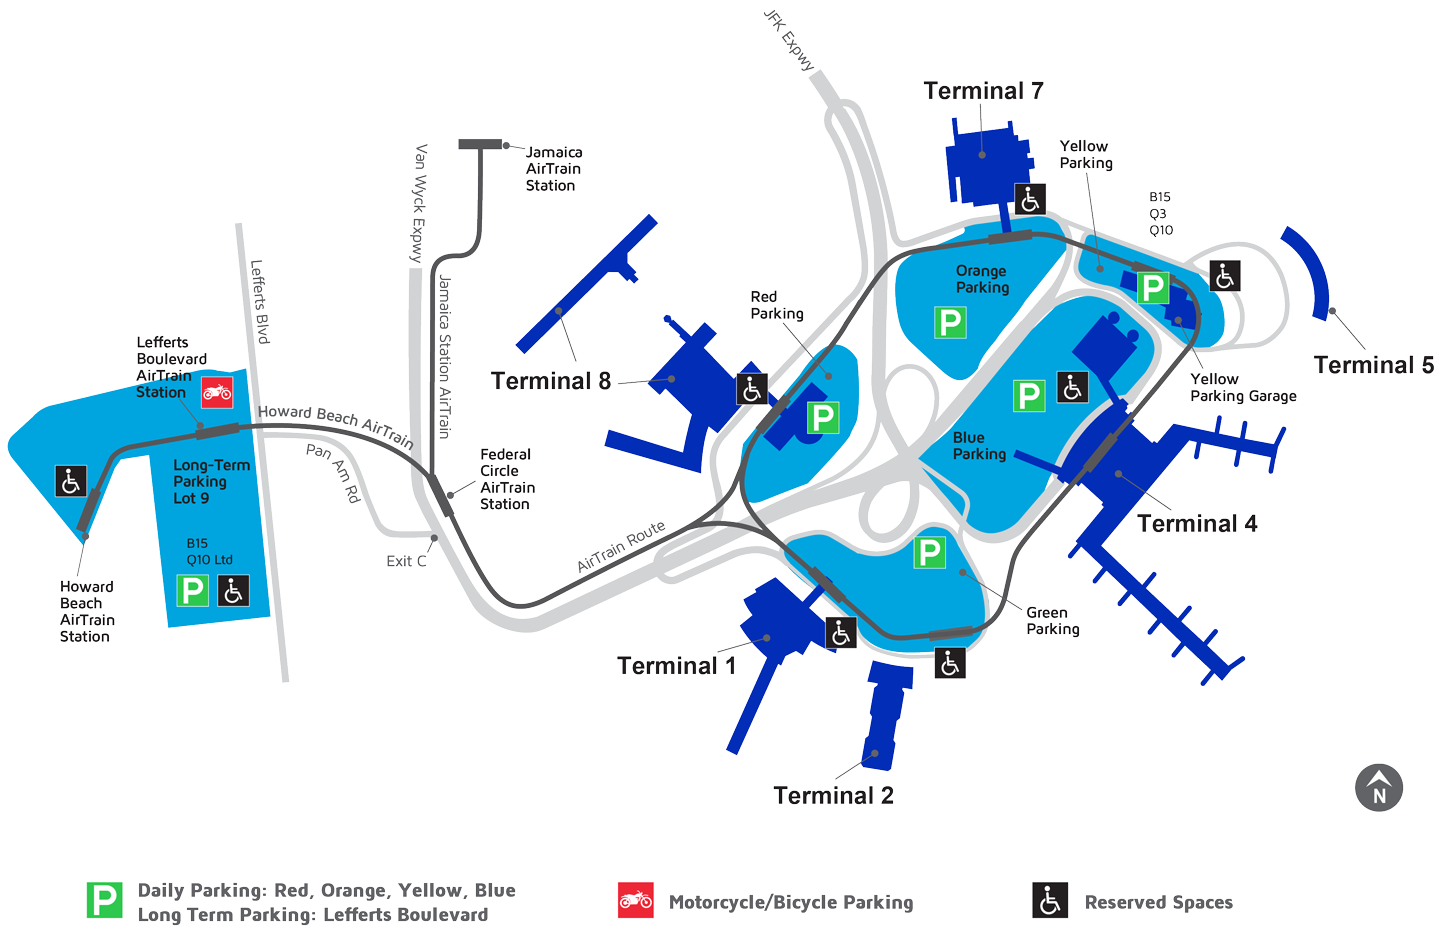 JFK Expwy
Terminal 7
Yellow
Parking
B15
Q3
Q10
Jamaica
AirTrain
Station
Van Wyck Expwy
Jamaica Station AirTrain
Lefferts Blvd
Orange
Parking
P
P
Red
Parking
Terminal 5
Terminal 8
Lefferts
Boulevard
AirTrain
Station
Yellow
Parking Garage
P
P
Howard Beach AirTrain
Pan Am Rd
Blue
Parking
Long-Term
Parking
Lot 9
Federal
Circle
AirTrain
Station
Terminal 4
AirTrain Route
B15
Q10 Ltd
P
Exit C
P
Howard
Beach
AirTrain
Station
Green
Parking
Terminal 1
Terminal 2
N
P
Daily Parking: Red, Orange, Yellow, Blue
Long Term Parking: Lefferts Boulevard
Motorcycle/Bicycle Parking
Reserved Spaces